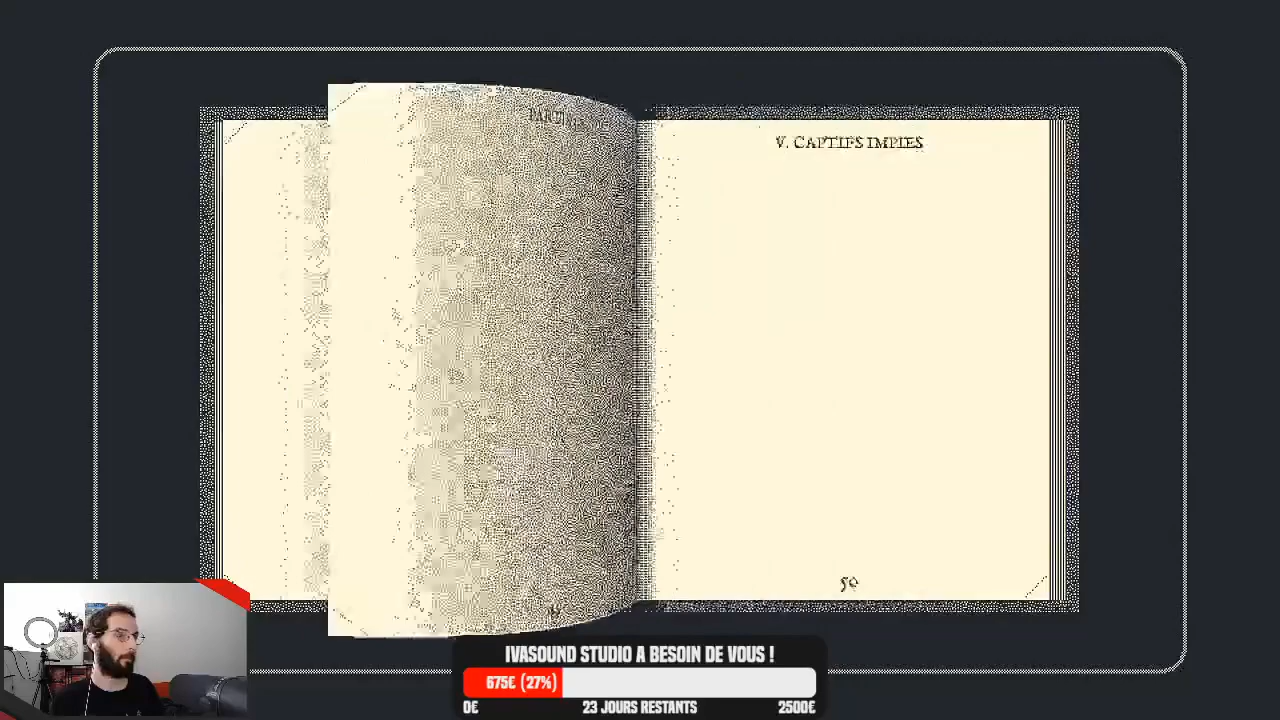 V. CAPTIFS IMPIES
50
IVASOUND STUDIO A BESOIN DE VOUS !
675€ (27%)
0€
23 JOURS RESTANTS
2500€